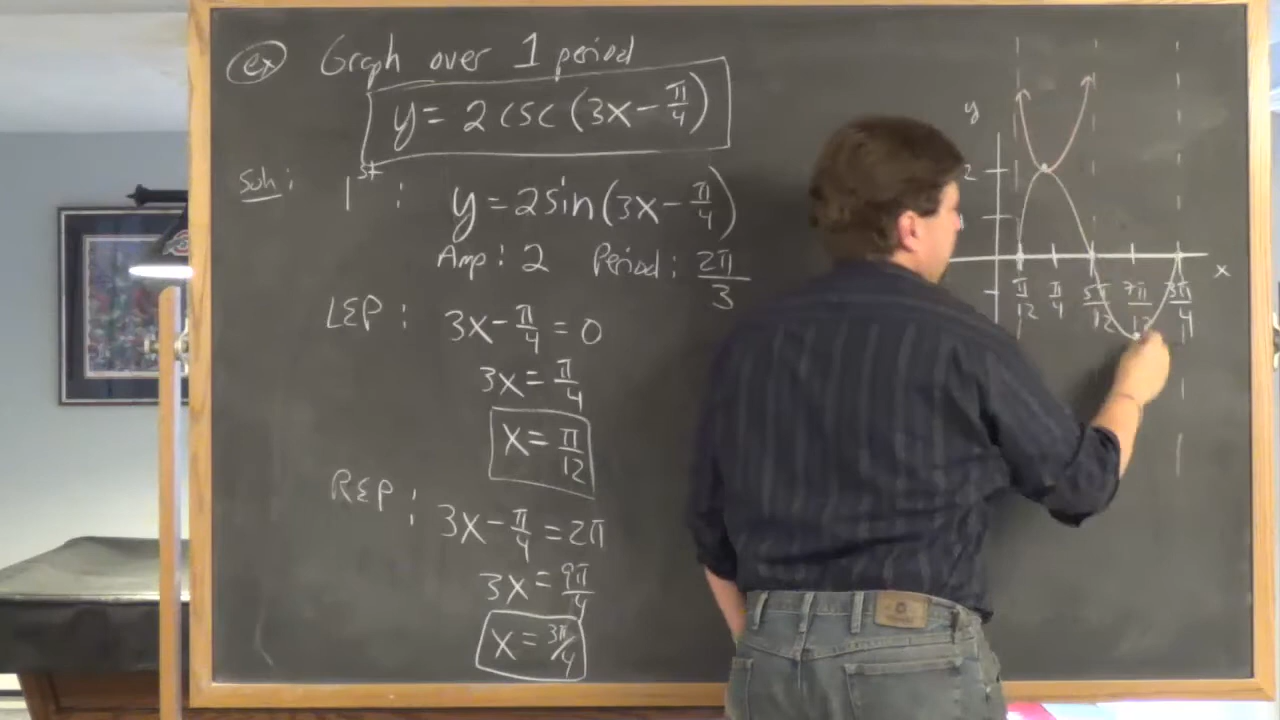 ex Graph over 1 period
y = 2 csc (3x - π/4)
Soln: 1st: y = 2 sin (3x - π/4)
Amp: 2 Period: 2π/3
LEP: 3x - π/4 = 0
3x = π/4
x = π/12
REP: 3x - π/4 = 2π
3x = 9π/4
x = 3π/4
y
2
x
π/12 π/4 5π/12 7π/12 3π/4